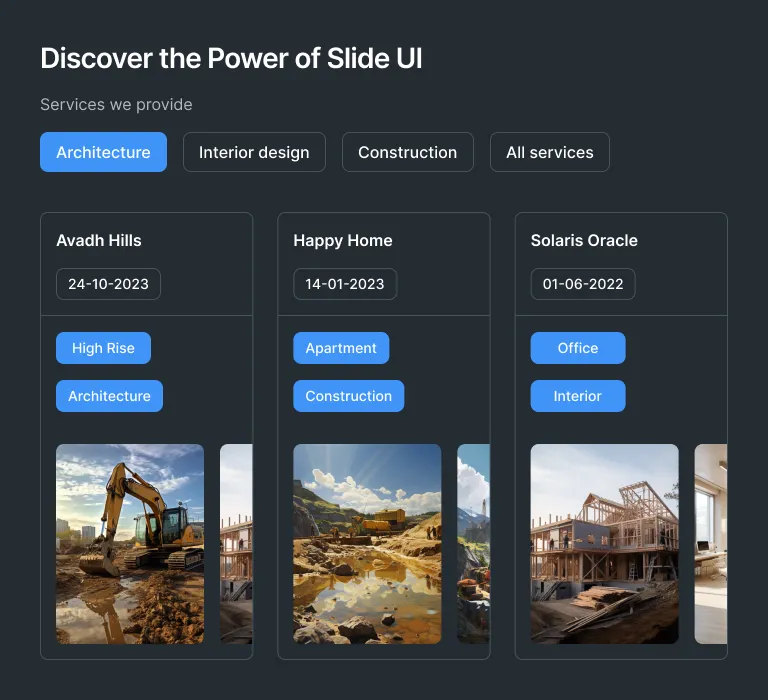 Discover the Power of Slide UI
Services we provide
Architecture
Interior design
Construction
All services
Avadh Hills
24-10-2023
High Rise
Architecture
Happy Home
14-01-2023
Apartment
Construction
Solaris Oracle
01-06-2022
Office
Interior